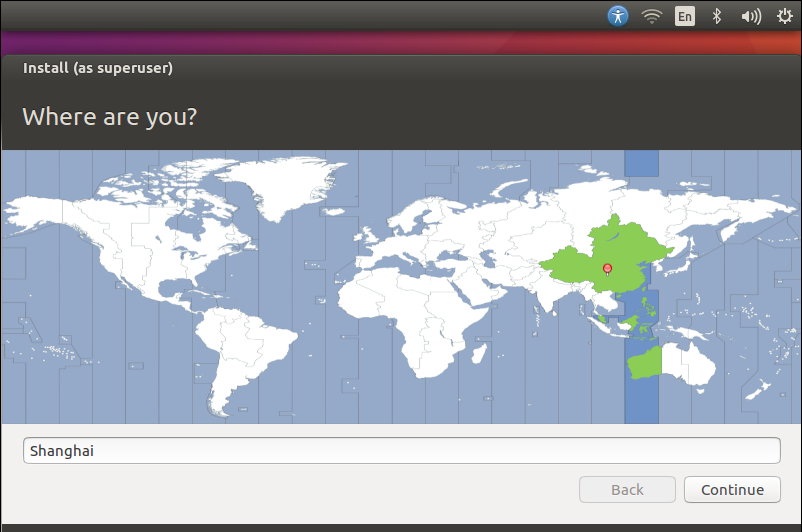 En
Install (as superuser)
Where are you?
Shanghai
Back
Continue